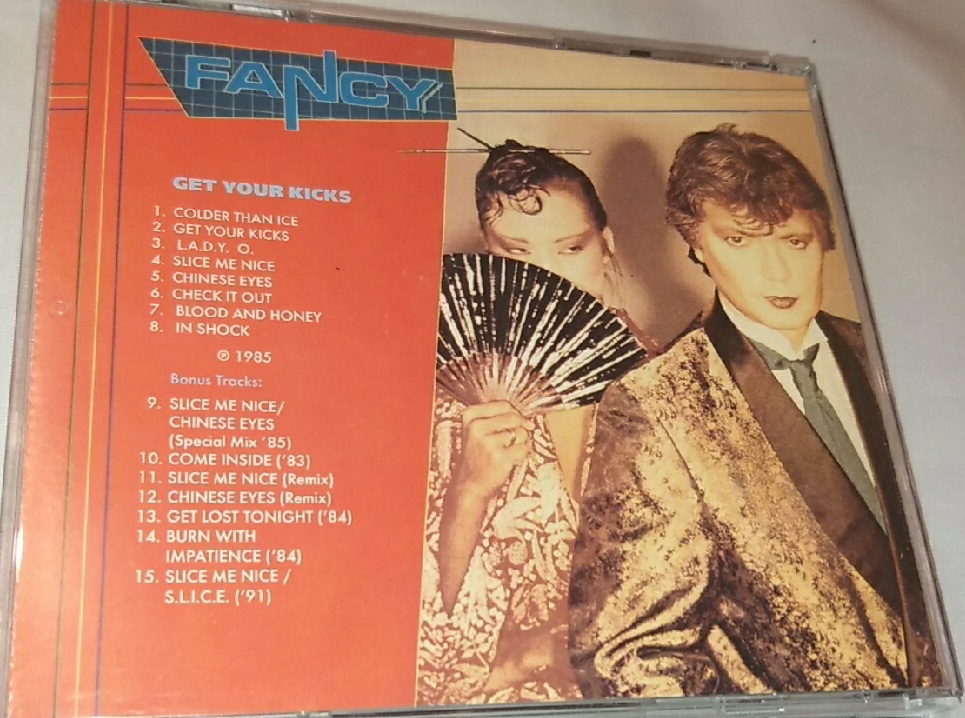 FANCY
GET YOUR KICKS
1. COLDER THAN ICE
2. GET YOUR KICKS
3. L.A.D.Y. O.
4. SLICE ME NICE
5. CHINESE EYES
6. CHECK IT OUT
7. BLOOD AND HONEY
8. IN SHOCK
℗ 1985
Bonus Tracks:
9. SLICE ME NICE/
CHINESE EYES
(Special Mix '85)
10. COME INSIDE ('83)
11. SLICE ME NICE (Remix)
12. CHINESE EYES (Remix)
13. GET LOST TONIGHT ('84)
14. BURN WITH
IMPATIENCE ('84)
15. SLICE ME NICE /
S.L.I.C.E. ('91)